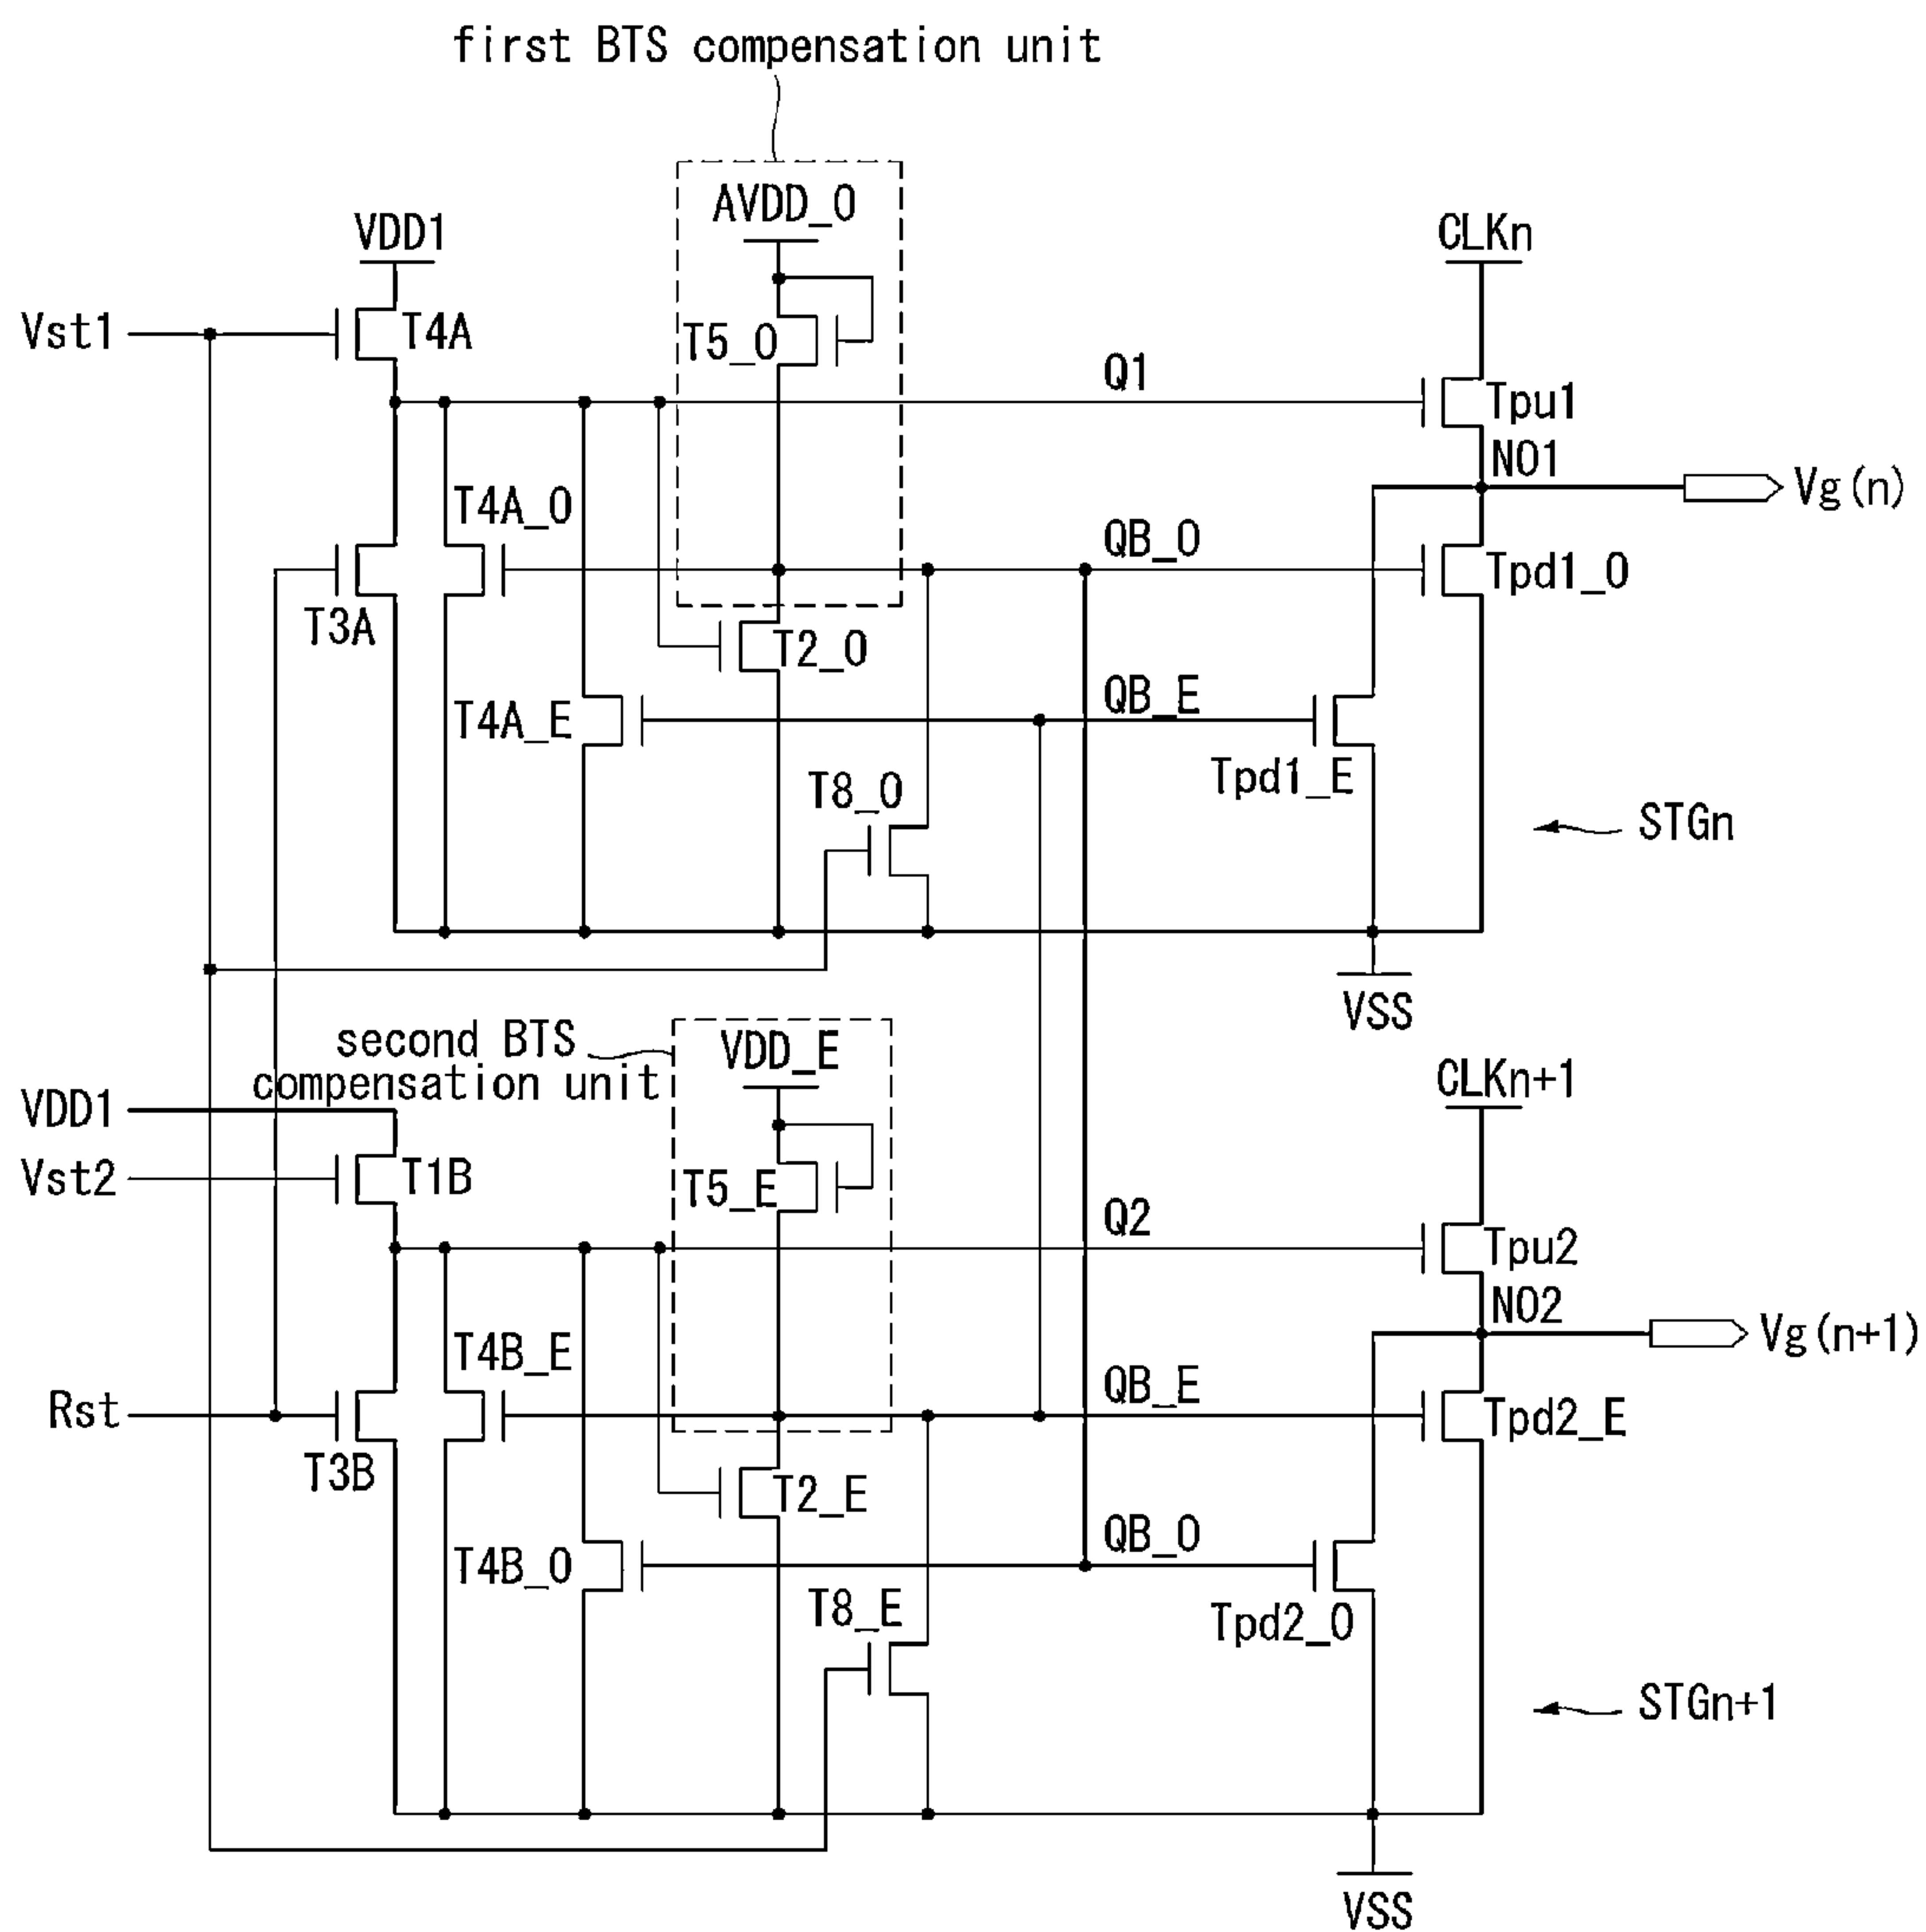 first BTS compensation unit
AVDD_O
VDD1
CLKn
Vst1
T4A
T5_O
Q1
Tpu1
NO1
Vg(n)
T4A_O
QB_O
Tpd1_O
T3A
T2_O
QB_E
T4A_E
Tpd1_E
T8_O
STGn
VSS
second BTS
compensation unit
VDD_E
CLKn+1
VDD1
Vst2
T1B
T5_E
Q2
Tpu2
NO2
Vg(n+1)
T4B_E
QB_E
Rst
Tpd2_E
T3B
T2_E
QB_O
T4B_O
T8_E
Tpd2_O
STGn+1
VSS